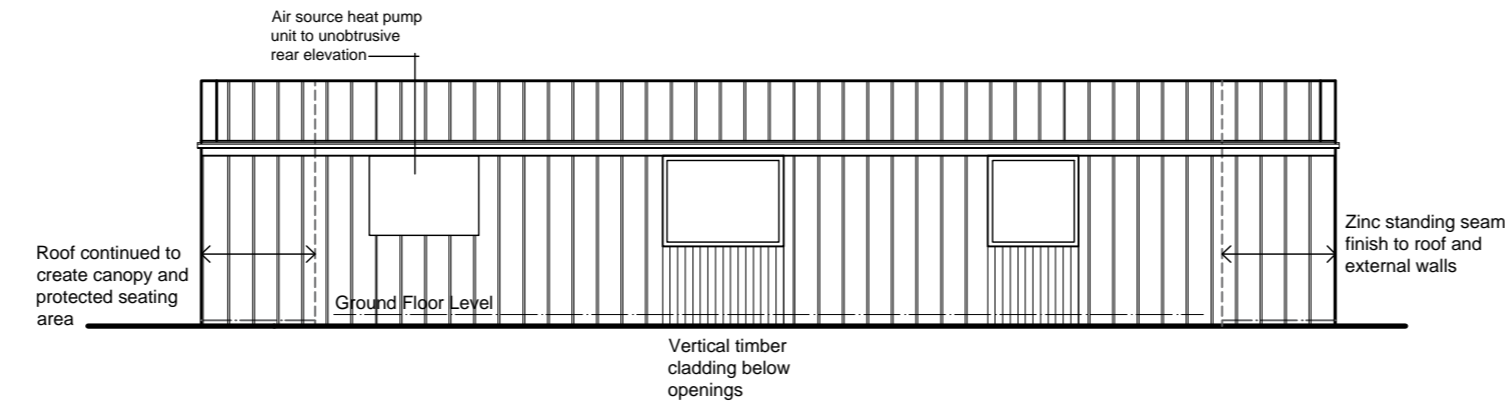 Air source heat pump
unit to unobtrusive
rear elevation
Roof continued to
create canopy and
protected seating
area
Ground Floor Level
Vertical timber
cladding below
openings
Zinc standing seam
finish to roof and
external walls